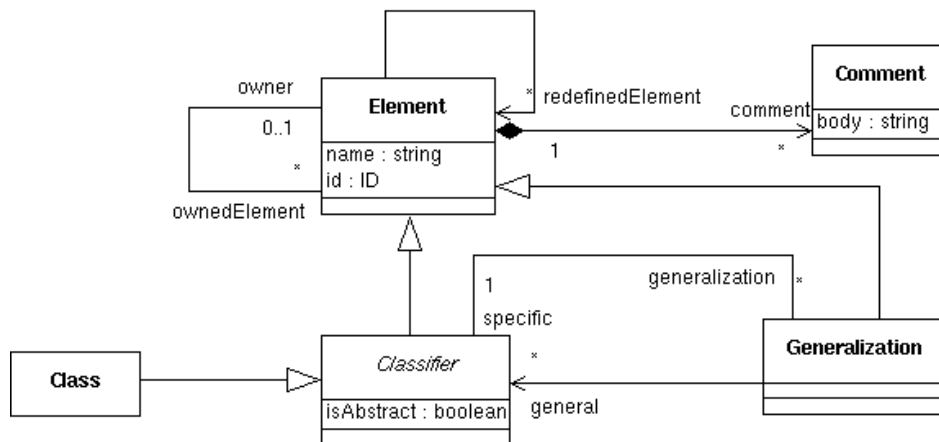 owner
Element
0..1
name : string
id : ID
*
ownedElement
*
redefinedElement
comment
1
*
Comment
body : string
generalization
1
*
specific
Classifier
isAbstract : boolean
*
general
Generalization
Class